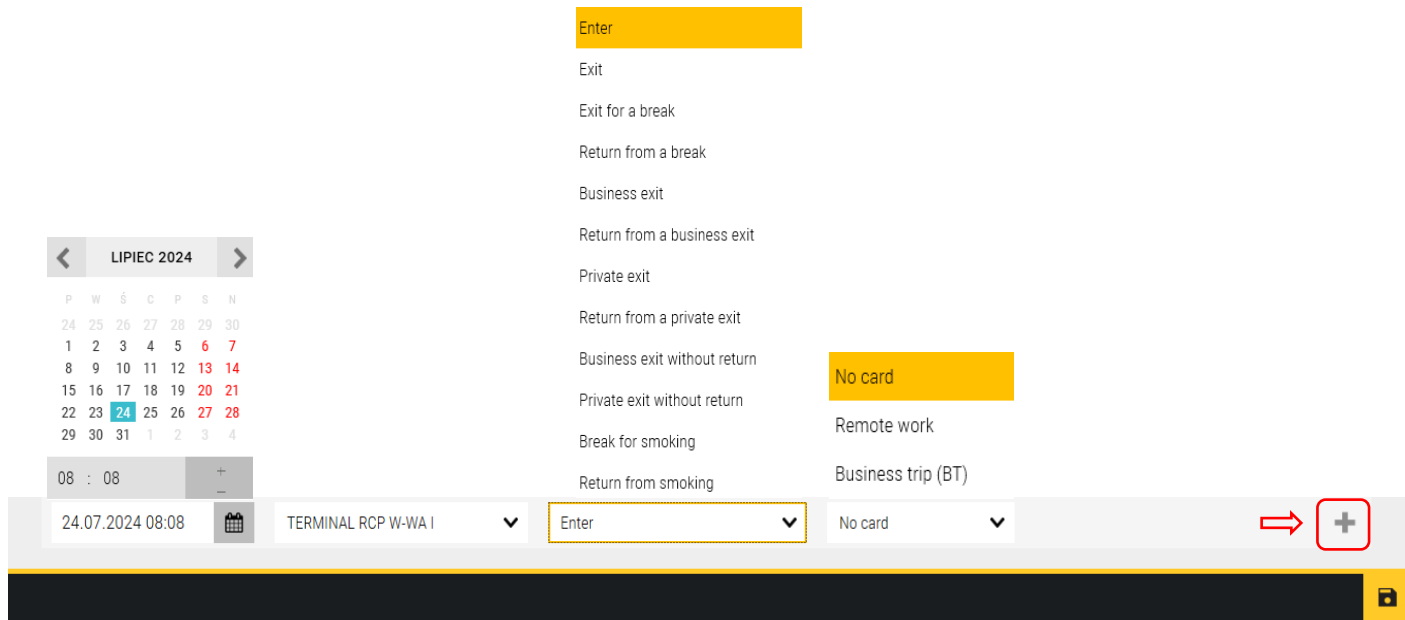 Enter
Exit
Exit for a break
Return from a break
Business exit
Return from a business exit
Private exit
Return from a private exit
Business exit without return
Private exit without return
Break for smoking
Return from smoking
LIPIEC 2024
P W Ś C P S N
24 25 26 27 28 29 30
1 2 3 4 5 6 7
8 9 10 11 12 13 14
15 16 17 18 19 20 21
22 23 24 25 26 27 28
29 30 31 1 2 3 4
08 : 08
+
–
No card
Remote work
Business trip (BT)
24.07.2024 08:08
TERMINAL RCP W-WA I
Enter
No card